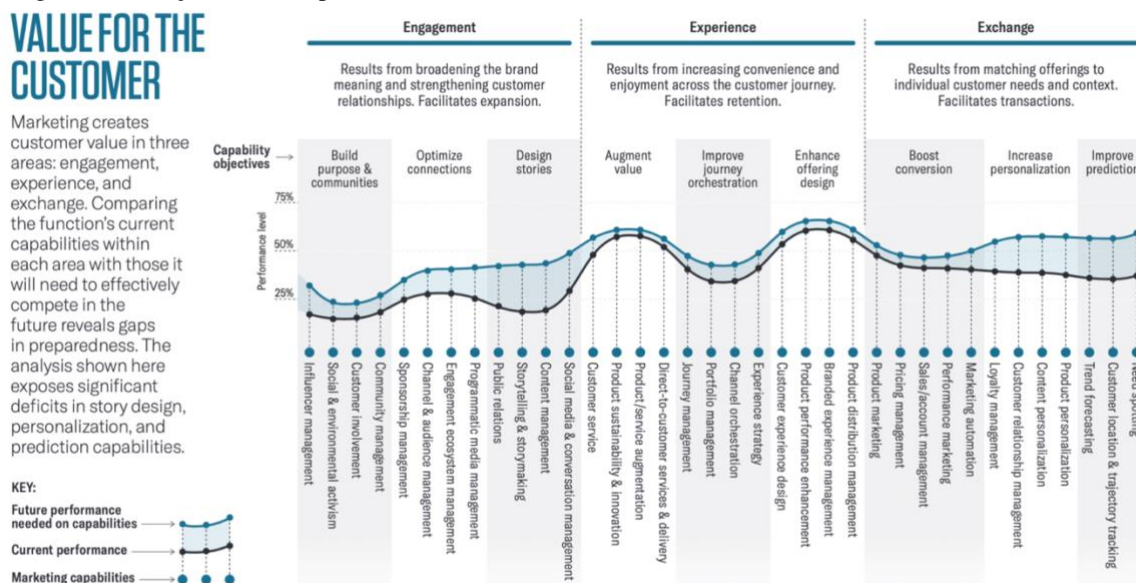 VALUE FOR THE
CUSTOMER
Marketing creates
customer value in three
areas: engagement,
experience, and
exchange. Comparing
the function's current
capabilities within
each area with those it
will need to effectively
compete in the
future reveals gaps
in preparedness. The
analysis shown here
exposes significant
deficits in story design,
personalization, and
prediction capabilities.
KEY:
Future performance
needed on capabilities
Current performance
Marketing capabilities
Engagement
Results from broadening the brand
meaning and strengthening customer
relationships. Facilitates expansion.
Experience
Results from increasing convenience and
enjoyment across the customer journey.
Facilitates retention.
Exchange
Results from matching offerings to
individual customer needs and context.
Facilitates transactions.
Capability
objectives
Build
purpose &
communities
Optimize
connections
Design
stories
Augment
value
Improve
journey
orchestration
Enhance
offering
design
Boost
conversion
Increase
personalization
Improve
prediction
Performance level
75%
50%
25%
Influencer management
Social & environmental activism
Customer involvement
Community management
Sponsorship management
Channel & audience management
Engagement ecosystem management
Programmatic media management
Public relations
Storytelling & storymaking
Content management
Social media & conversation management
Customer service
Product sustainability & innovation
Product/service augmentation
Direct-to-customer services & delivery
Journey management
Portfolio management
Channel orchestration
Experience strategy
Customer experience design
Product performance enhancement
Branded experience management
Product distribution management
Product marketing
Pricing management
Sales/account management
Performance marketing
Marketing automation
Loyalty management
Customer relationship management
Content personalization
Product personalization
Trend forecasting
Customer location & trajectory tracking